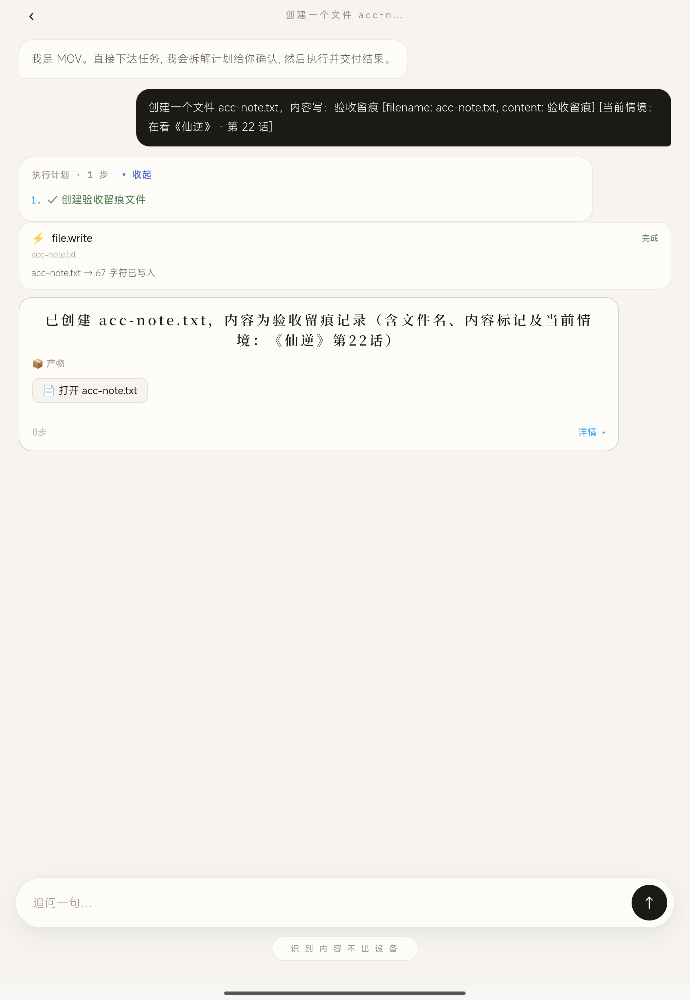 ‹
创建一个文件 acc-n...
我是 MOV。直接下达任务, 我会拆解计划给你确认, 然后执行并交付结果。
创建一个文件 acc-note.txt，内容写：验收留痕 [filename: acc-note.txt, content: 验收留痕] [当前情境：
在看《仙逆》 · 第 22 话]
执行计划 · 1 步 ▾ 收起
1. ✓ 创建验收留痕文件
⚡ file.write 完成
acc-note.txt
acc-note.txt → 67 字符已写入
已创建 acc-note.txt，内容为验收留痕记录（含文件名、内容标记及当前情
境：《仙逆》第22话）
📦 产物
📄 打开 acc-note.txt
0步 详情 ▸
追问一句...
↑
识别内容不出设备